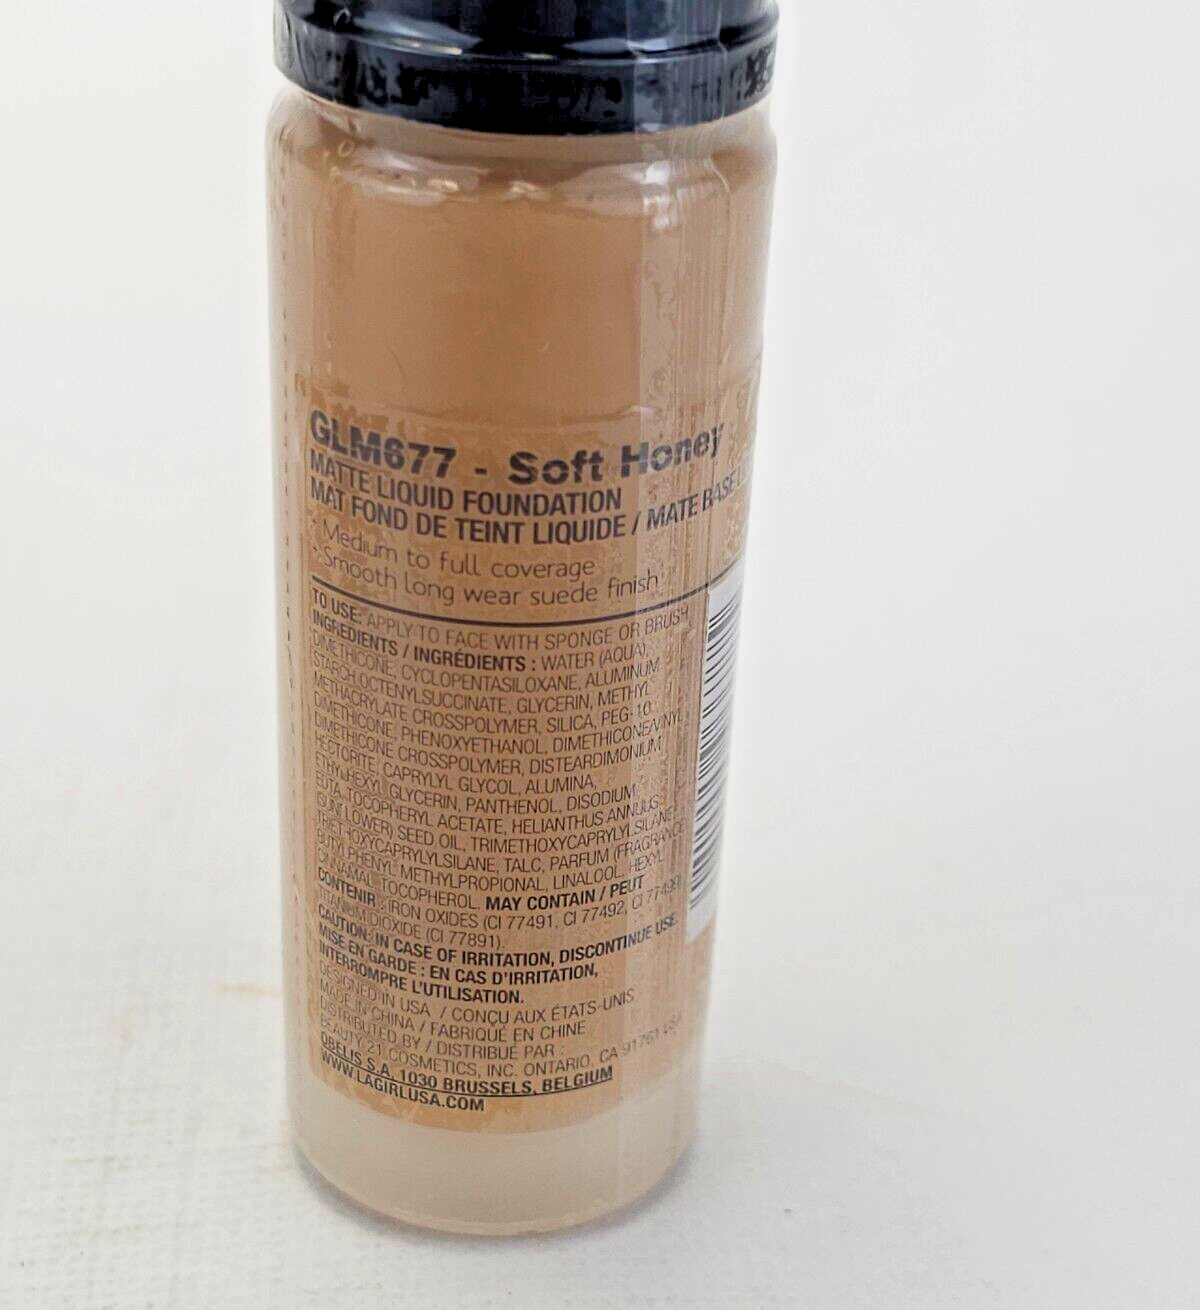 GLM677 - Soft Honey
MATTE LIQUID FOUNDATION
MAT FOND DE TEINT LIQUIDE / MATE BASE
· Medium to full coverage
· Smooth long wear suede finish
TO USE: APPLY TO FACE WITH SPONGE OR BRUSH
INGREDIENTS / INGRÉDIENTS : WATER (AQUA),
DIMETHICONE, CYCLOPENTASILOXANE, ALUMINUM
STARCH OCTENYLSUCCINATE, GLYCERIN, METHYL
METHACRYLATE CROSSPOLYMER, SILICA, PEG-10
DIMETHICONE, PHENOXYETHANOL, DIMETHICONE/VINYL
DIMETHICONE CROSSPOLYMER, DISTEARDIMONIUM
HECTORITE, CAPRYLYL GLYCOL, ALUMINA,
ETHYLHEXYL GLYCERIN, PANTHENOL, DISODIUM
EDTA, TOCOPHERYL ACETATE, HELIANTHUS ANNUUS
(SUNFLOWER) SEED OIL, TRIMETHOXYCAPRYLYLSILANE,
TRIETHOXYCAPRYLYLSILANE, TALC, PARFUM (FRAGRANCE),
BUTYLPHENYL METHYLPROPIONAL, LINALOOL, HEXYL
CINNAMAL, TOCOPHEROL. MAY CONTAIN / PEUT
CONTENIR : IRON OXIDES (CI 77491, CI 77492, CI 77499),
TITANIUM DIOXIDE (CI 77891).
CAUTION: IN CASE OF IRRITATION, DISCONTINUE USE.
MISE EN GARDE : EN CAS D'IRRITATION,
INTERROMPRE L'UTILISATION.
DESIGNED IN USA / CONÇU AUX ÉTATS-UNIS
MADE IN CHINA / FABRIQUÉ EN CHINE
DISTRIBUTED BY / DISTRIBUÉ PAR :
BEAUTY 21 COSMETICS, INC. ONTARIO, CA 91761 USA
OBELIS S.A. 1030 BRUSSELS, BELGIUM
WWW.LAGIRLUSA.COM